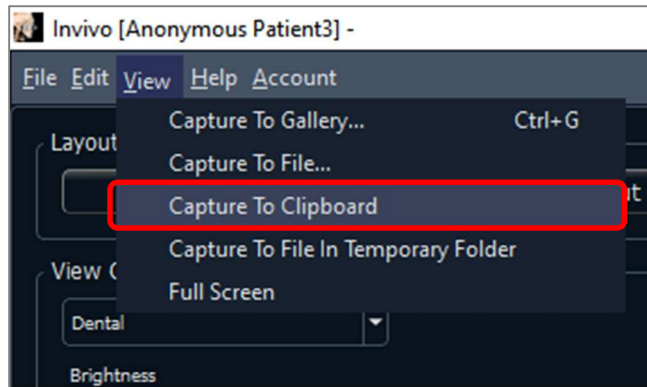 Invivo [Anonymous Patient3] -
File Edit View Help Account
Capture To Gallery... Ctrl+G
Layout
Capture To File...
Capture To Clipboard
Capture To File In Temporary Folder
View
Full Screen
Dental
Brightness